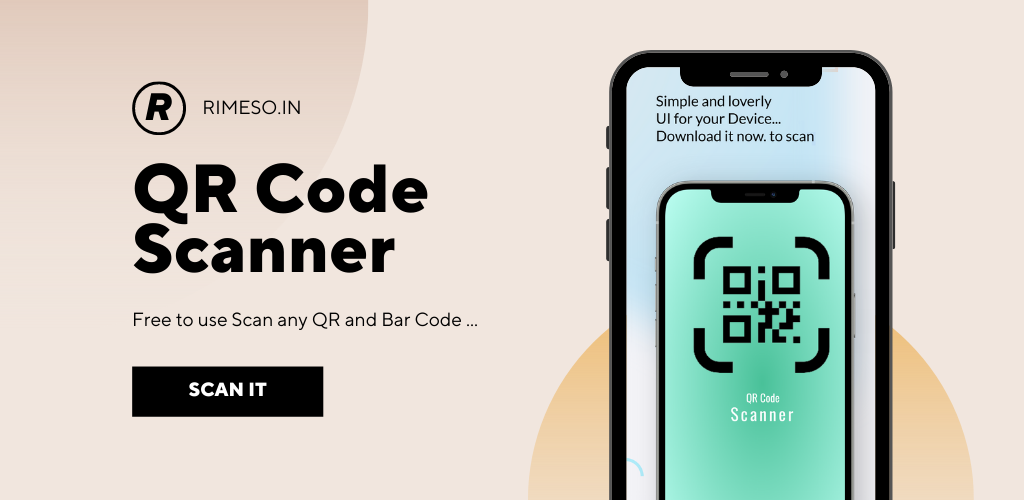 R
RIMESO.IN
QR Code
Scanner
Free to use Scan any QR and Bar Code ...
SCAN IT
Simple and loverly
UI for your Device...
Download it now. to scan
QR Code
Scanner